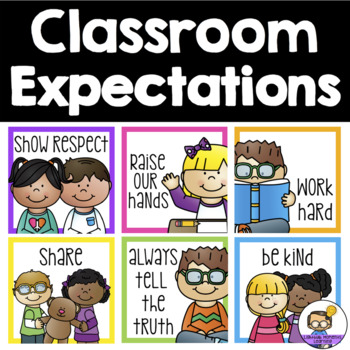 Classroom
Expectations
Show Respect
Raise
our
hands
Work
hard
Share
always
tell
the
truth
be kind